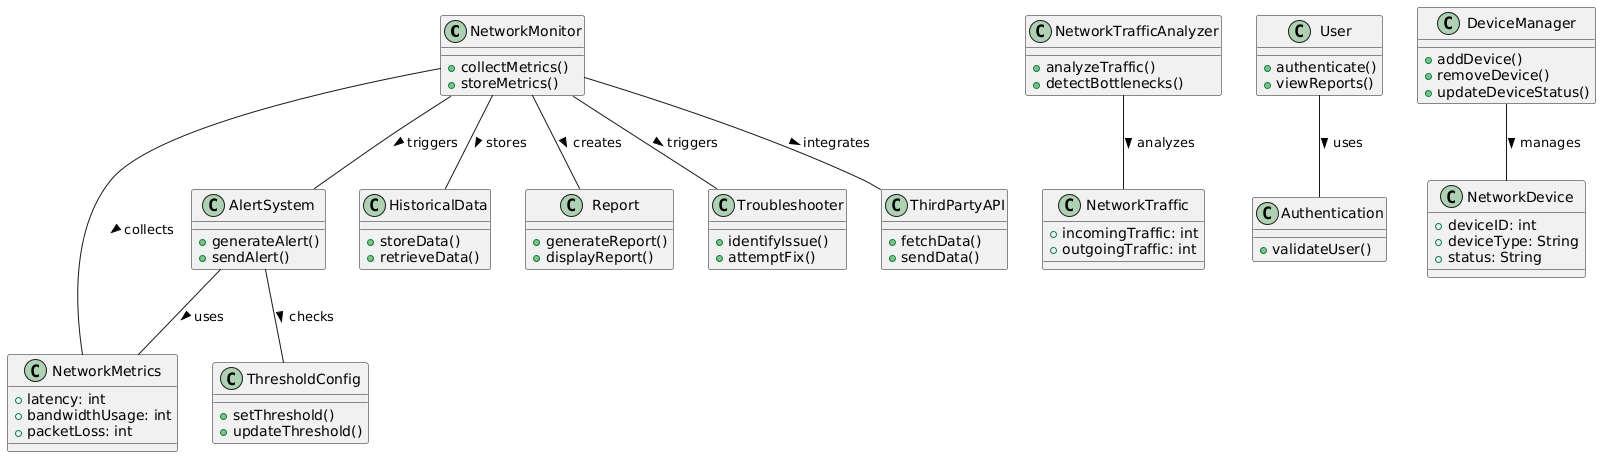 C NetworkMonitor
collectMetrics()
storeMetrics()
C NetworkTrafficAnalyzer
analyzeTraffic()
detectBottlenecks()
C User
authenticate()
viewReports()
C DeviceManager
addDevice()
removeDevice()
updateDeviceStatus()
triggers
stores
creates
triggers
integrates
analyzes
uses
manages
collects
C AlertSystem
generateAlert()
sendAlert()
C HistoricalData
storeData()
retrieveData()
C Report
generateReport()
displayReport()
C Troubleshooter
identifyIssue()
attemptFix()
C ThirdPartyAPI
fetchData()
sendData()
C NetworkTraffic
incomingTraffic: int
outgoingTraffic: int
C Authentication
validateUser()
C NetworkDevice
deviceID: int
deviceType: String
status: String
uses
checks
C NetworkMetrics
latency: int
bandwidthUsage: int
packetLoss: int
C ThresholdConfig
setThreshold()
updateThreshold()